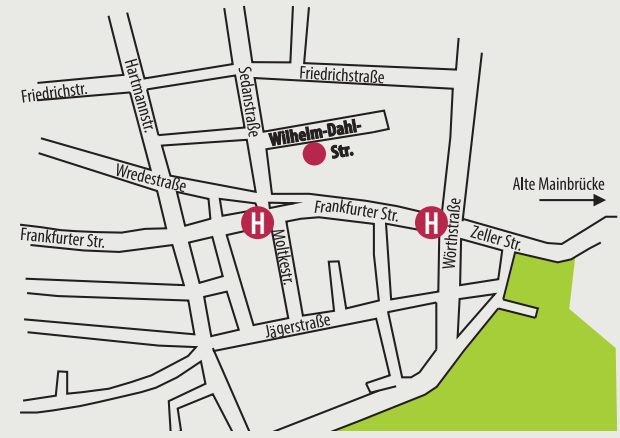 Friedrichstr.
Hartmannstr.
Sedanstraße
Friedrichstraße
Wilhelm-Dahl-
Str.
Wredestraße
Alte Mainbrücke
Frankfurter Str.
H
Frankfurter Str.
H
Wörthstraße
Zeller Str.
Moltkestr.
Jägerstraße